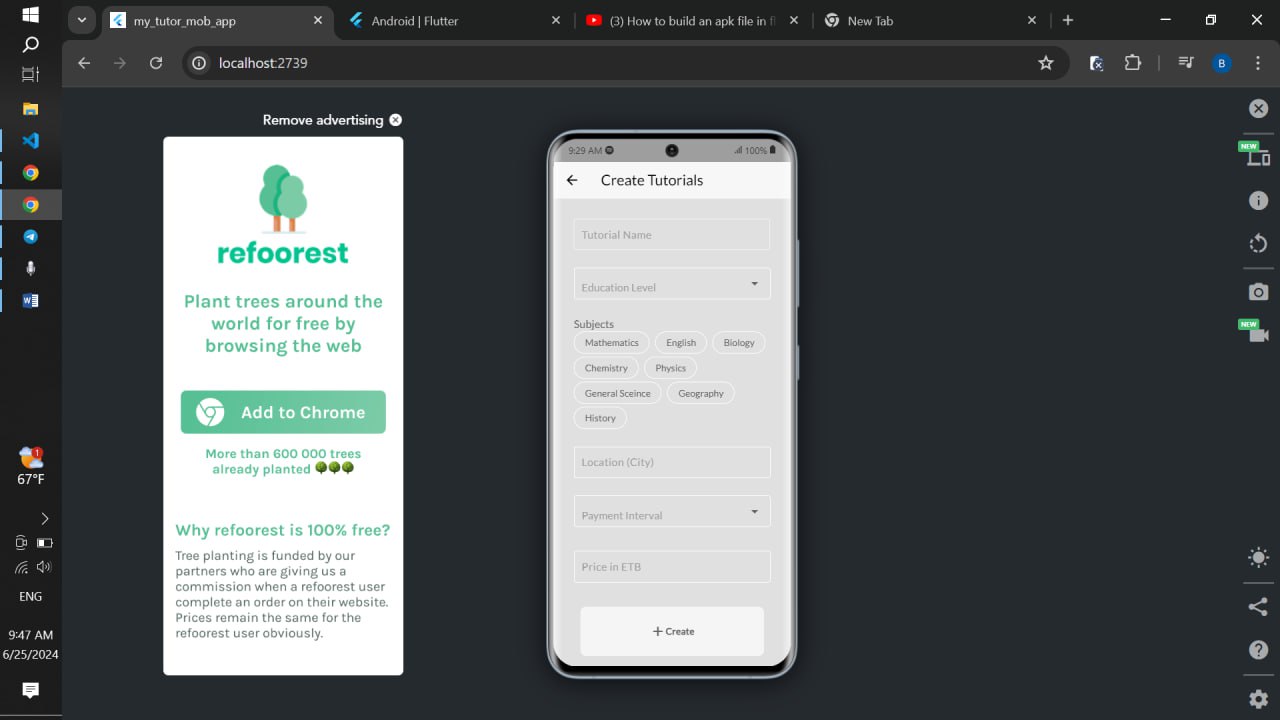 my_tutor_mob_app
Android | Flutter
(3) How to build an apk file in fl
New Tab
localhost:2739
B
Remove advertising
refoorest
Plant trees around the
world for free by
browsing the web
Add to Chrome
More than 600 000 trees
already planted 🌳🌳🌳
Why refoorest is 100% free?
Tree planting is funded by our
partners who are giving us a
commission when a refoorest user
complete an order on their website.
Prices remain the same for the
refoorest user obviously.
9:29 AM
100%
Create Tutorials
Tutorial Name
Education Level
Subjects
Mathematics English Biology
Chemistry Physics
General Sceince Geography
History
Location (City)
Payment Interval
Price in ETB
+ Create
NEW
NEW
1
67°F
ENG
9:47 AM
6/25/2024